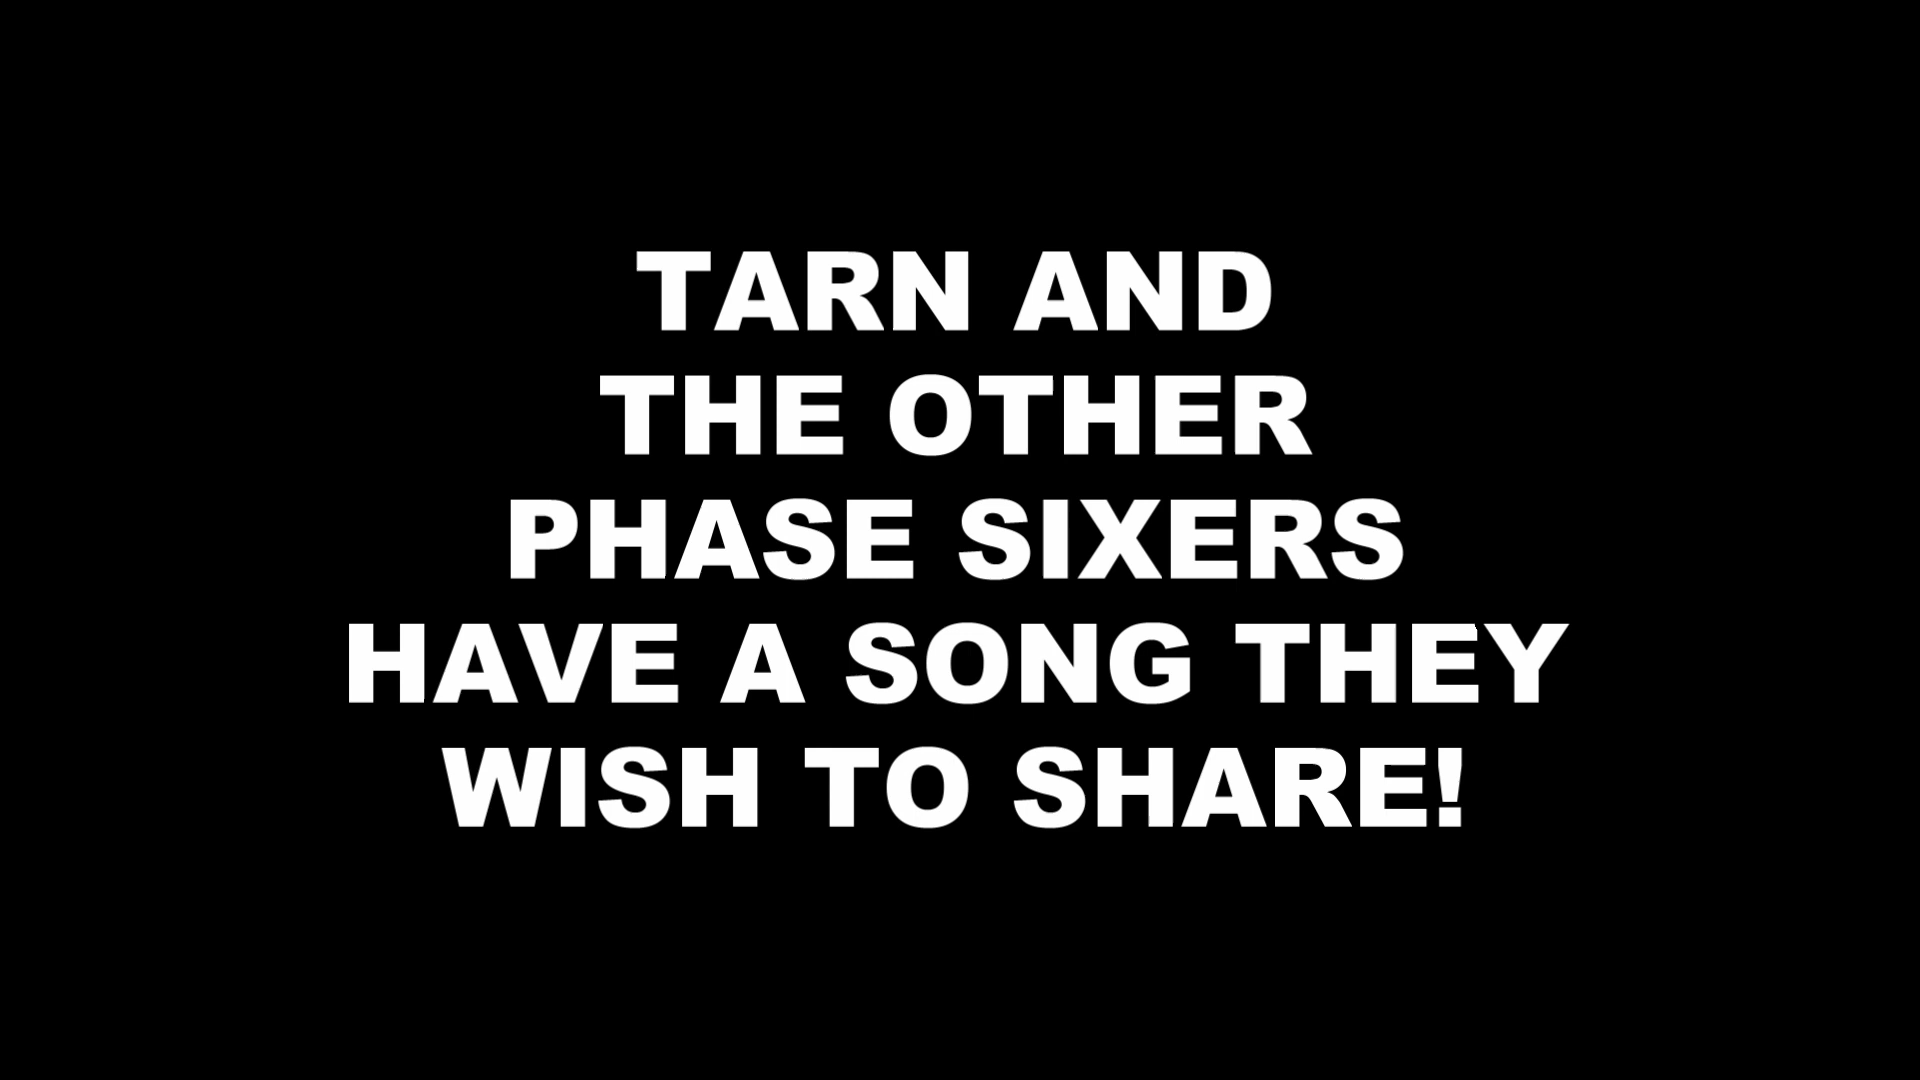 TARN AND
THE OTHER
PHASE SIXERS
HAVE A SONG THEY
WISH TO SHARE!